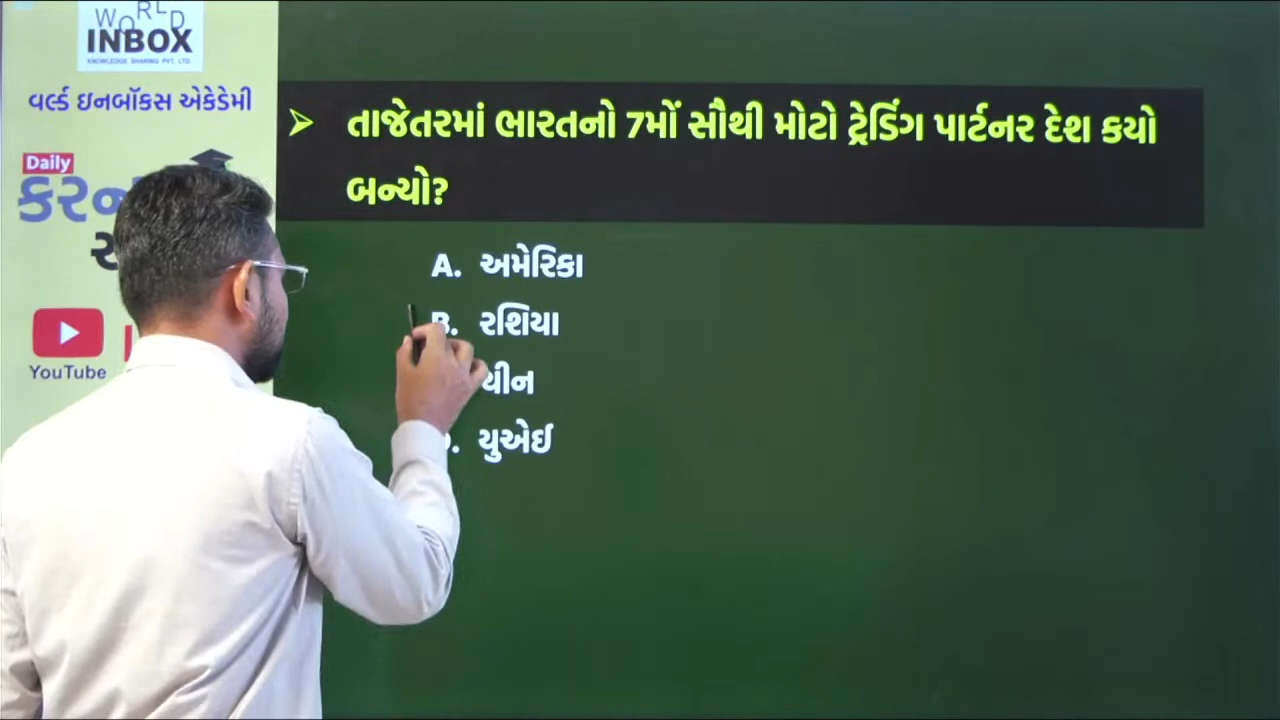 WORLD
INBOX
KNOWLEDGE SHARING PVT. LTD.
વર્લ્ડ ઇનબૉક્સ એકેડેમી
Daily
YouTube
➢ તાજેતરમાં ભારતનો 7મોં સૌથી મોટો ટ્રેડિંગ પાર્ટનર દેશ કયો
બન્યો?
A. અમેરિકા
B. રશિયા
ચીન
યુએઈ